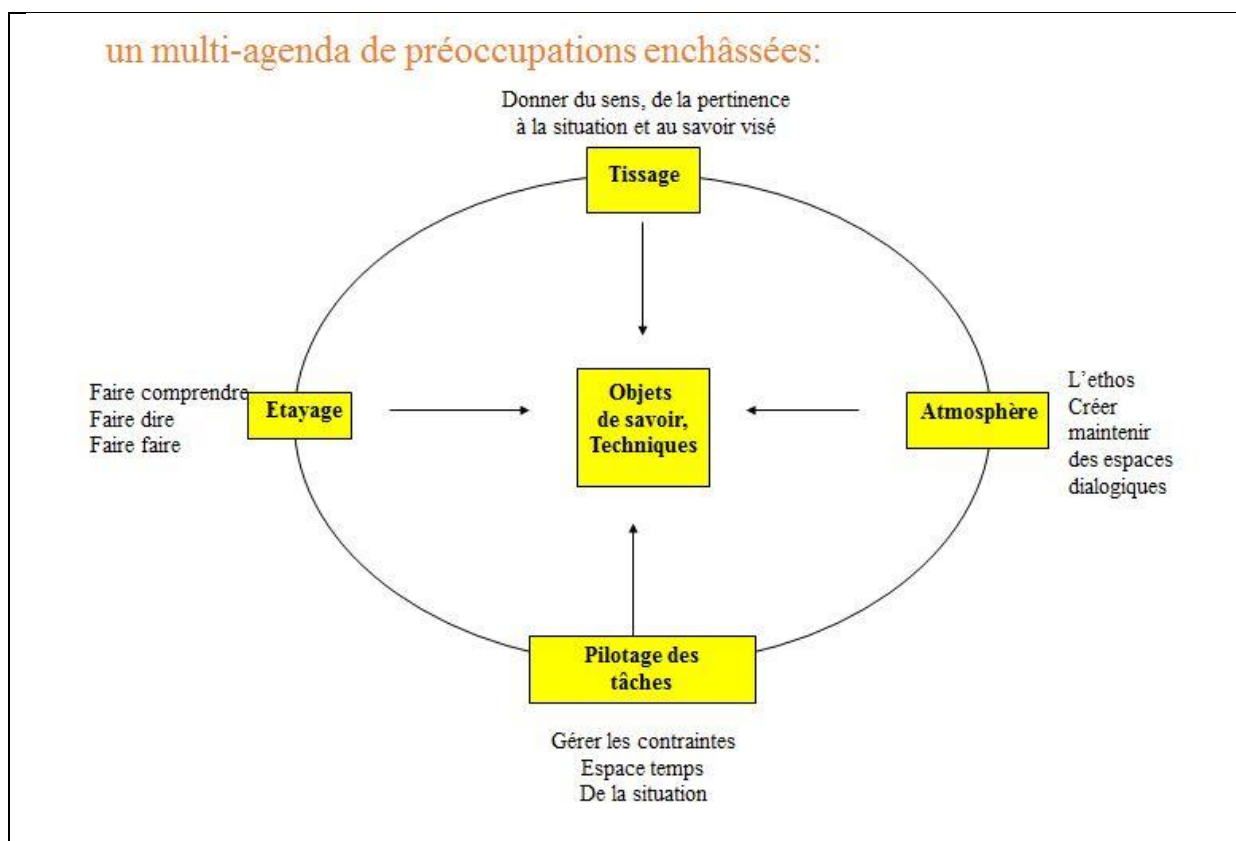 un multi-agenda de préoccupations enchâssées:
Donner du sens, de la pertinence
à la situation et au savoir visé
Tissage
Faire comprendre
Faire dire
Faire faire
Etayage
Objets
de savoir,
Techniques
Atmosphère
L'ethos
Créer
maintenir
des espaces
dialogiques
Pilotage des
tâches
Gérer les contraintes
Espace temps
De la situation